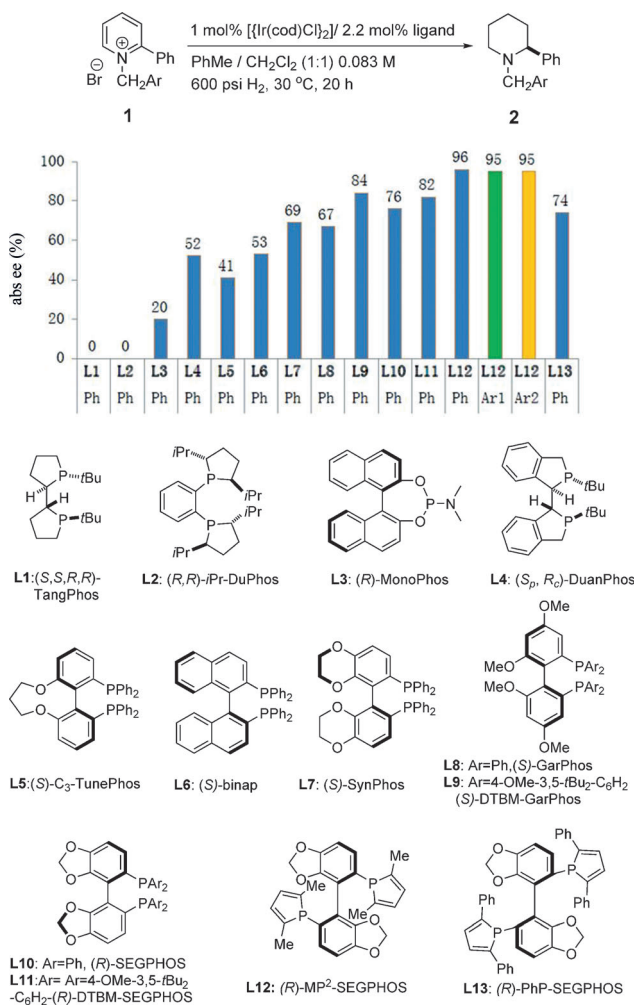 1 mol% [{Ir(cod)Cl}2]/ 2.2 mol% ligand
PhMe / CH2Cl2 (1:1) 0.083 M
600 psi H2, 30 oC, 20 h
N
+
Ph
Br
−
CH2Ar
1
N
Ph
CH2Ar
2
abs ee (%)
100
80
60
40
20
0
0 0 20 52 41 53 69 67 84 76 82 96 95 95 74
L1 L2 L3 L4 L5 L6 L7 L8 L9 L10 L11 L12 L12 L12 L13
Ph Ph Ph Ph Ph Ph Ph Ph Ph Ph Ph Ph Ar1 Ar2 Ph
P tBu
H H
P tBu
L1:(S,S,R,R)-
TangPhos
iPr
P
iPr
iPr
P
iPr
L2: (R,R)-iPr-DuPhos
O
P N
O
L3: (R)-MonoPhos
P tBu
H H
P tBu
L4: (Sp, Rc)-DuanPhos
O PPh2
O PPh2
L5:(S)-C3-TunePhos
PPh2
PPh2
L6: (S)-binap
O
O PPh2
O PPh2
O
L7: (S)-SynPhos
OMe
MeO PAr2
MeO PAr2
OMe
L8: Ar=Ph,(S)-GarPhos
L9: Ar=4-OMe-3,5-tBu2-C6H2
(S)-DTBM-GarPhos
O
O PAr2
O PAr2
O
L10: Ar=Ph, (R)-SEGPHOS
L11: Ar= Ar=4-OMe-3,5-tBu2
-C6H2-(R)-DTBM-SEGPHOS
O Me
O P
Me
P Me
Me O
O
L12: (R)-MP2-SEGPHOS
Ph
O P
O
Ph Ph
P O
O
Ph
L13: (R)-PhP-SEGPHOS